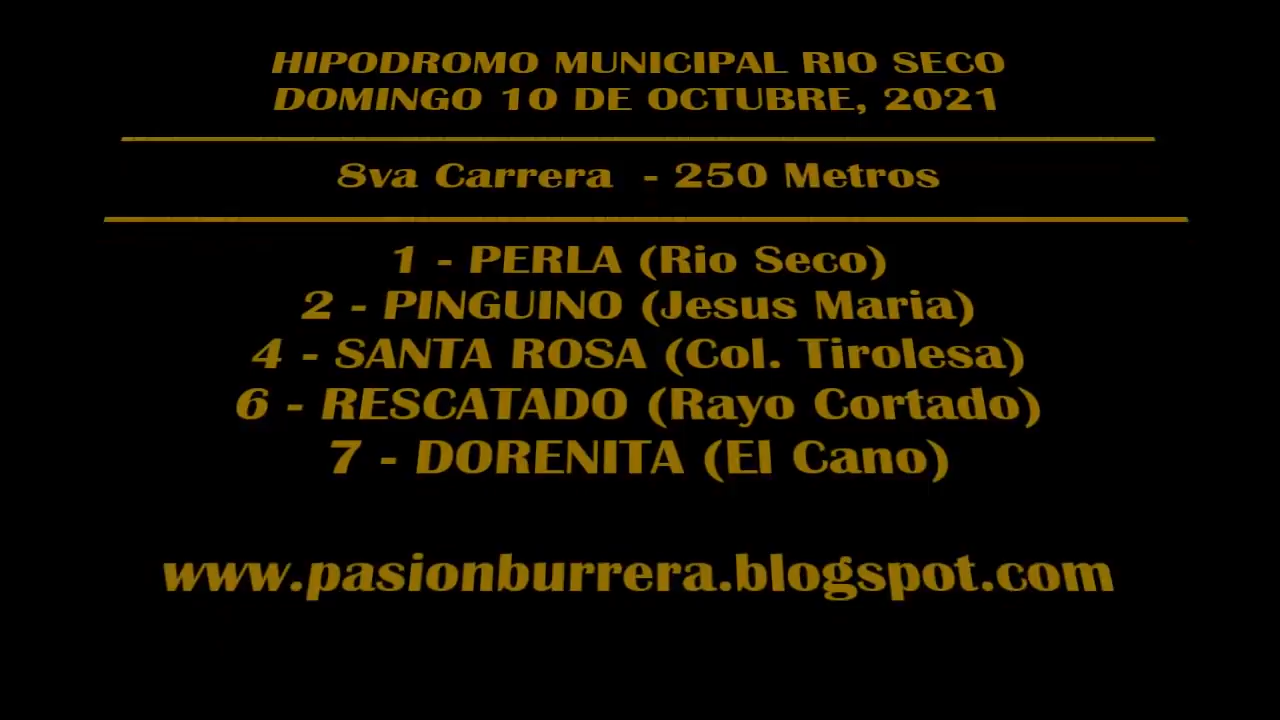 HIPODROMO MUNICIPAL RIO SECO
DOMINGO 10 DE OCTUBRE, 2021
8va Carrera - 250 Metros
1 - PERLA (Rio Seco)
2 - PINGUINO (Jesus Maria)
4 - SANTA ROSA (Col. Tirolesa)
6 - RESCATADO (Rayo Cortado)
7 - DORENITA (El Cano)
www.pasionburrera.blogspot.com